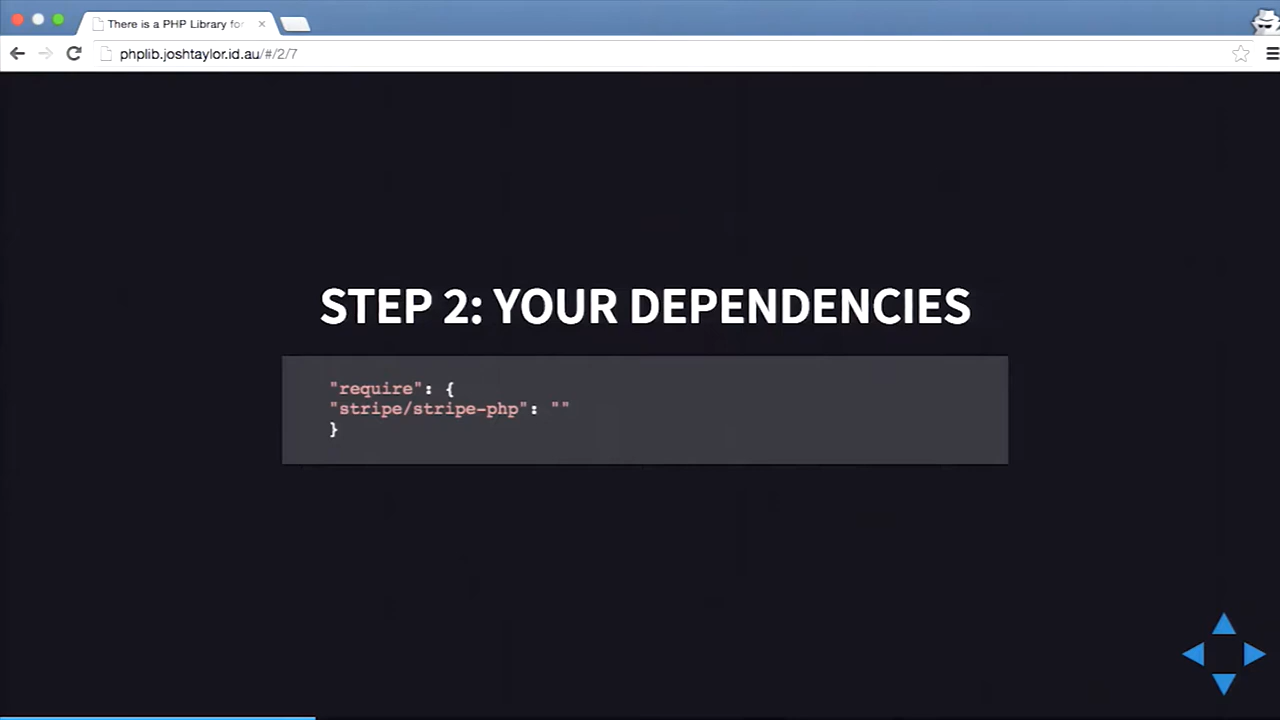 There is a PHP Library for
phplib.joshtaylor.id.au/#/2/7
STEP 2: YOUR DEPENDENCIES
"require": {
"stripe/stripe-php": ""
}